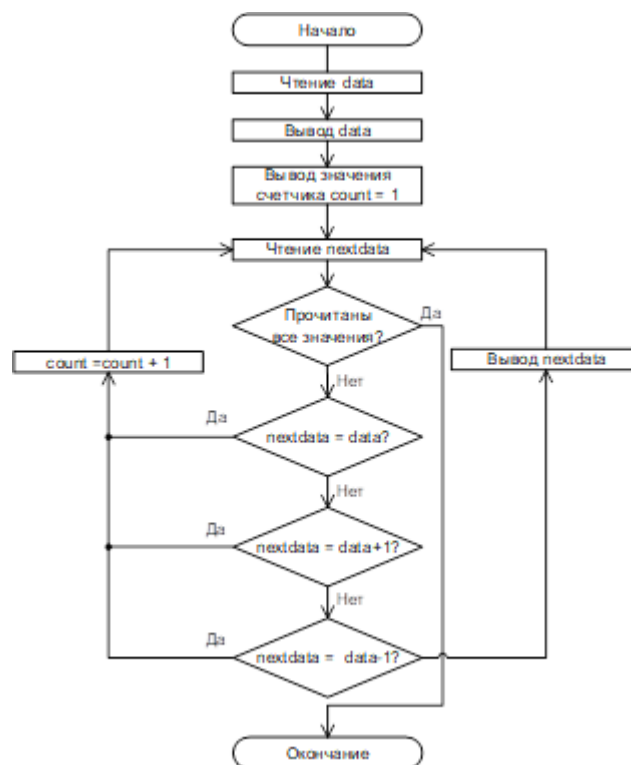 Начало
Чтение data
Вывод data
Вывод значения
счетчика count = 1
Чтение nextdata
Прочитаны
все значения?
Да
count =count + 1
Вывод nextdata
Нет
Да
nextdata = data?
Нет
Да
nextdata = data+1?
Нет
Да
nextdata = data-1?
Окончание